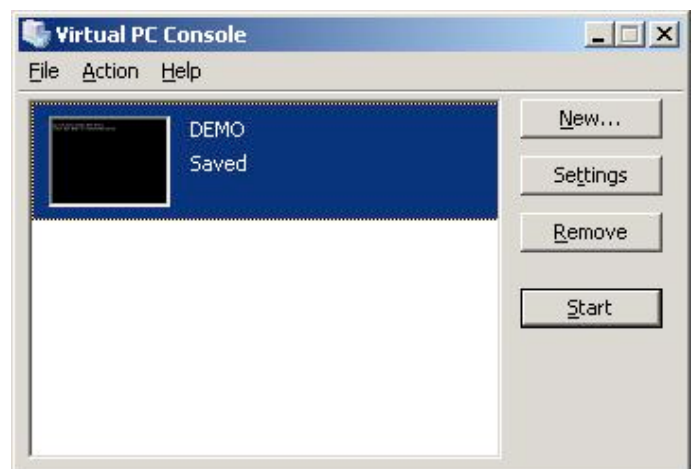 Virtual PC Console
File Action Help
DEMO
Saved
New...
Settings
Remove
Start